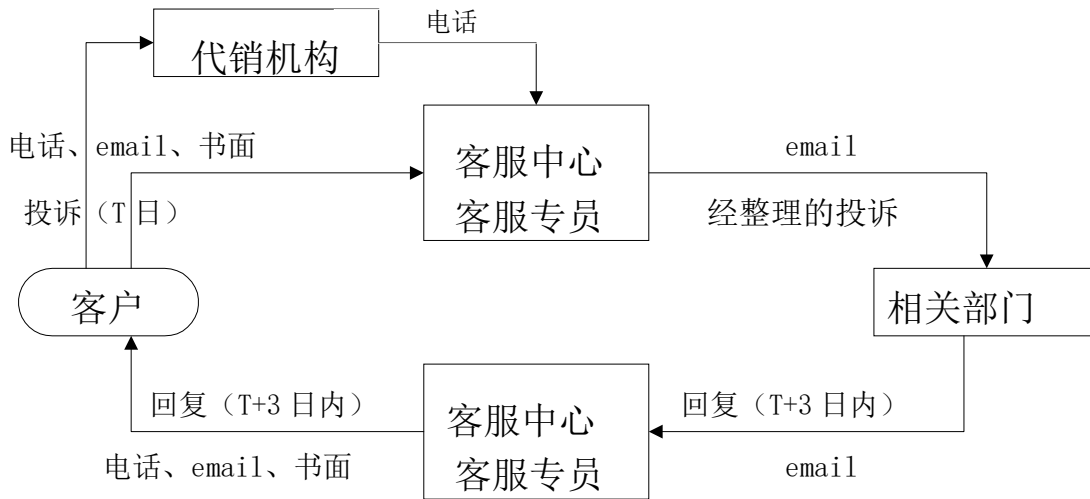 电话
代销机构
电话、email、书面
客服中心
客服专员
email
投诉（T 日）
经整理的投诉
客户
相关部门
回复（T+3 日内）
客服中心
客服专员
回复（T+3 日内）
电话、email、书面
email